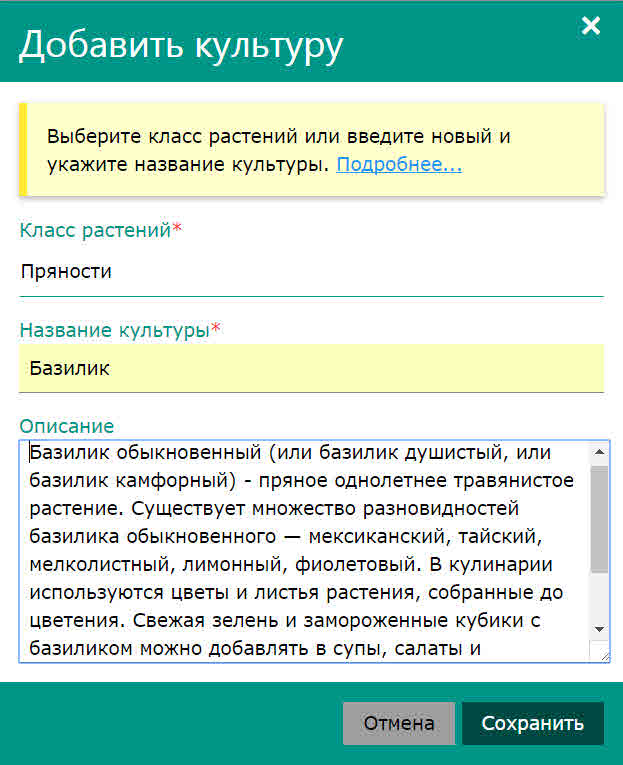 Добавить культуру
×
Выберите класс растений или введите новый и
укажите название культуры. Подробнее...
Класс растений*
Пряности
Название культуры*
Базилик
Описание
Базилик обыкновенный (или базилик душистый, или
базилик камфорный) - пряное однолетнее травянистое
растение. Существует множество разновидностей
базилика обыкновенного — мексиканский, тайский,
мелколистный, лимонный, фиолетовый. В кулинарии
используются цветы и листья растения, собранные до
цветения. Свежая зелень и замороженные кубики с
базиликом можно добавлять в супы, салаты и
Отмена
Сохранить